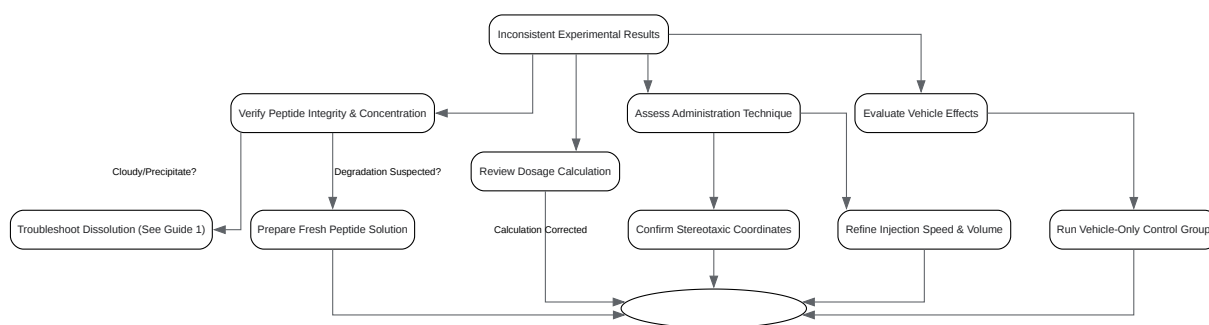 Inconsistent Experimental Results
Verify Peptide Integrity & Concentration
Assess Administration Technique
Evaluate Vehicle Effects
Cloudy/Precipitate?
Degradation Suspected?
Review Dosage Calculation
Troubleshoot Dissolution (See Guide 1)
Prepare Fresh Peptide Solution
Calculation Corrected
Confirm Stereotaxic Coordinates
Refine Injection Speed & Volume
Run Vehicle-Only Control Group